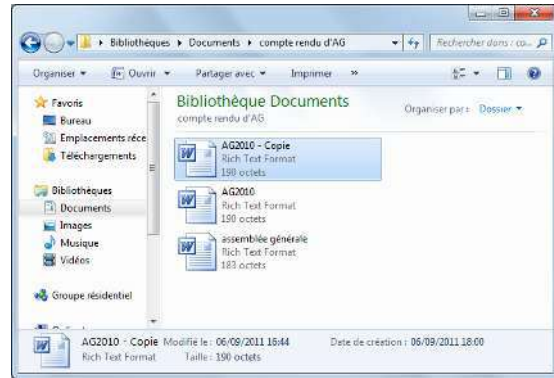 Bibliothèques ▸ Documents ▸ compte rendu d'AG
Rechercher dans : co...
Organiser
Ouvrir
Partager avec
Imprimer
»
Favoris
Bureau
Emplacements réce
Téléchargements
Bibliothèques
Documents
Images
Musique
Vidéos
Groupe résidentiel
Bibliothèque Documents
compte rendu d'AG
Organiser par : Dossier
AG2010 - Copie
Rich Text Format
190 octets
AG2010
Rich Text Format
190 octets
assemblée générale
Rich Text Format
183 octets
AG2010 - Copie Modifié le : 06/09/2011 16:44 Date de création : 06/09/2011 18:00
Rich Text Format Taille : 190 octets